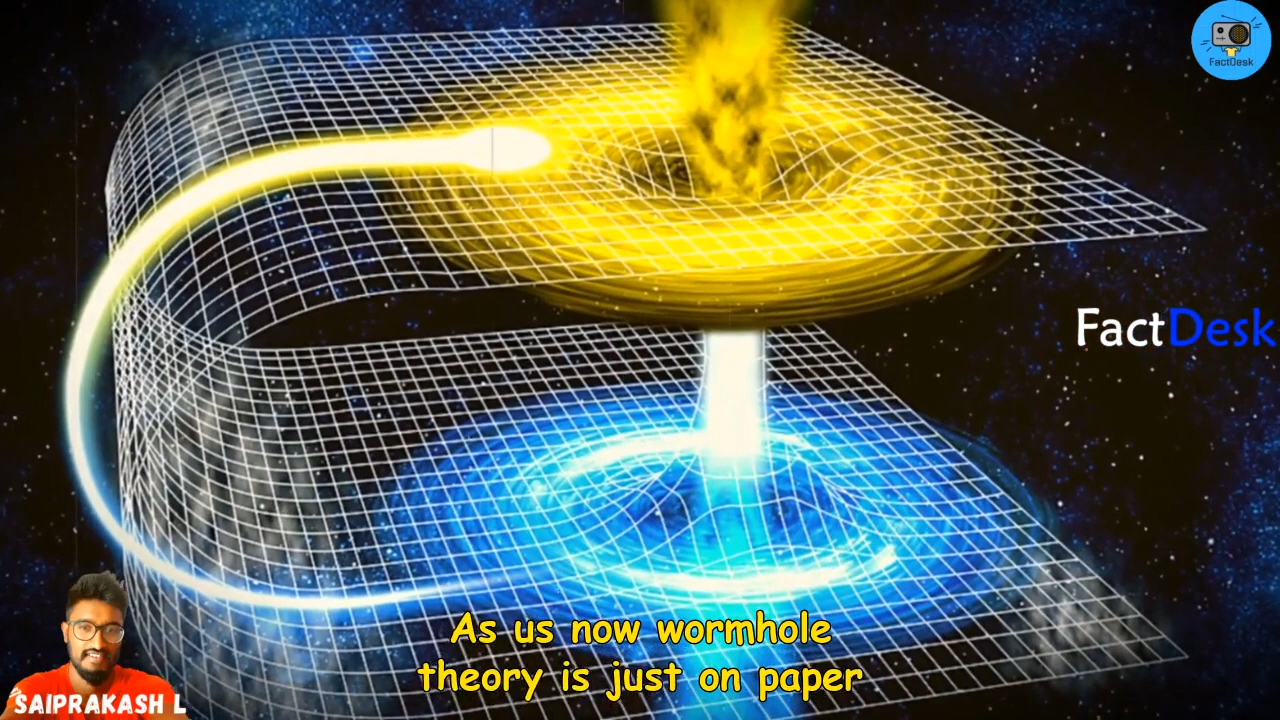 FactDesk
FactDesk
As us now wormhole
theory is just on paper
SAIPRAKASH L